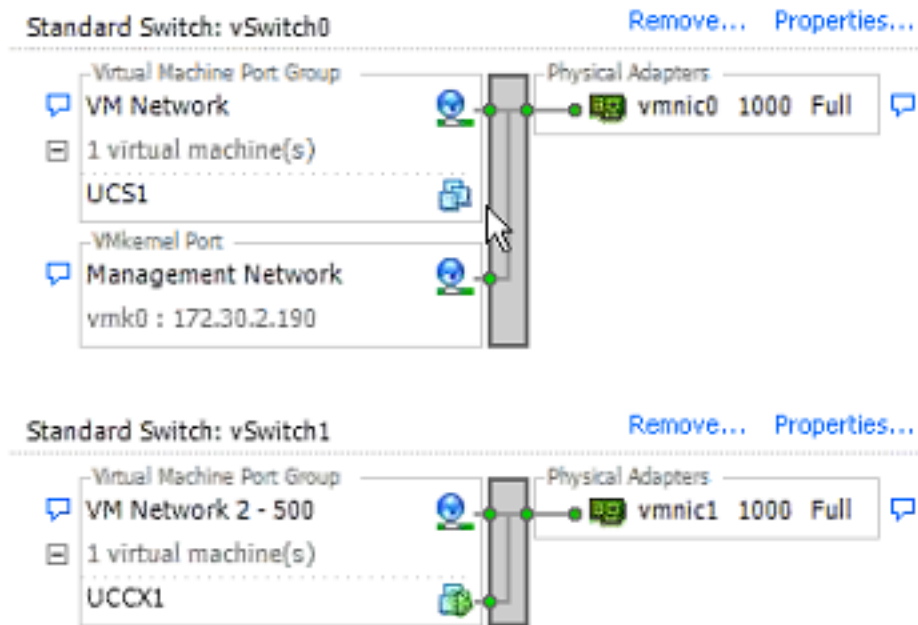 Standard Switch: vSwitch0 Remove... Properties...
Virtual Machine Port Group Physical Adapters
VM Network vmnic0 1000 Full
1 virtual machine(s)
UCS1
VMkernel Port
Management Network
vmk0 : 172.30.2.190
Standard Switch: vSwitch1 Remove... Properties...
Virtual Machine Port Group Physical Adapters
VM Network 2 - 500 vmnic1 1000 Full
1 virtual machine(s)
UCCX1